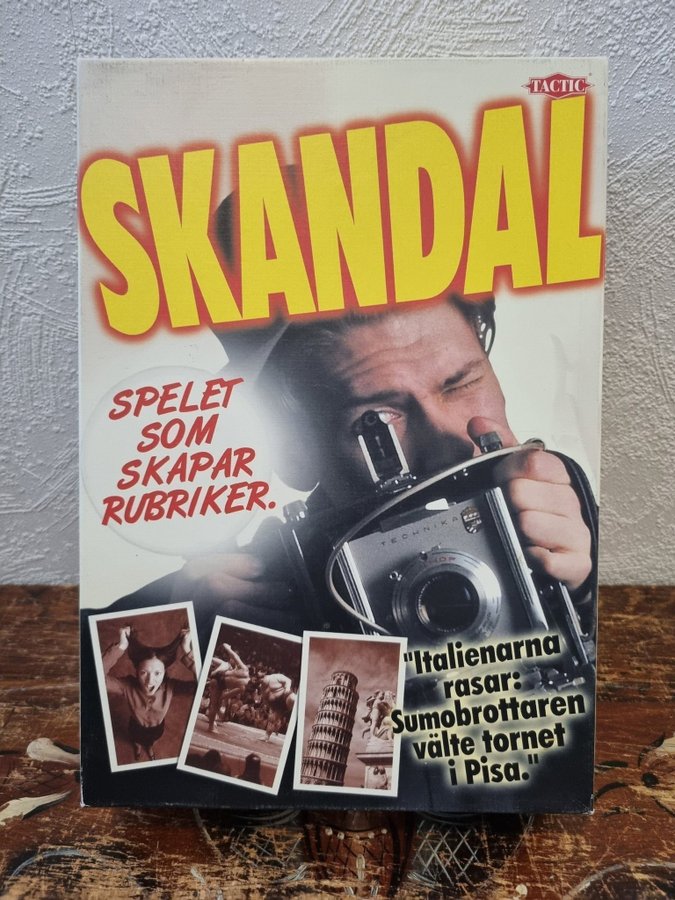 TACTIC
SKANDAL
SPELET
SOM
SKAPAR
RUBRIKER.
TECHNIKA
"Italienarna
rasar:
Sumobrottaren
välte tornet
i Pisa."